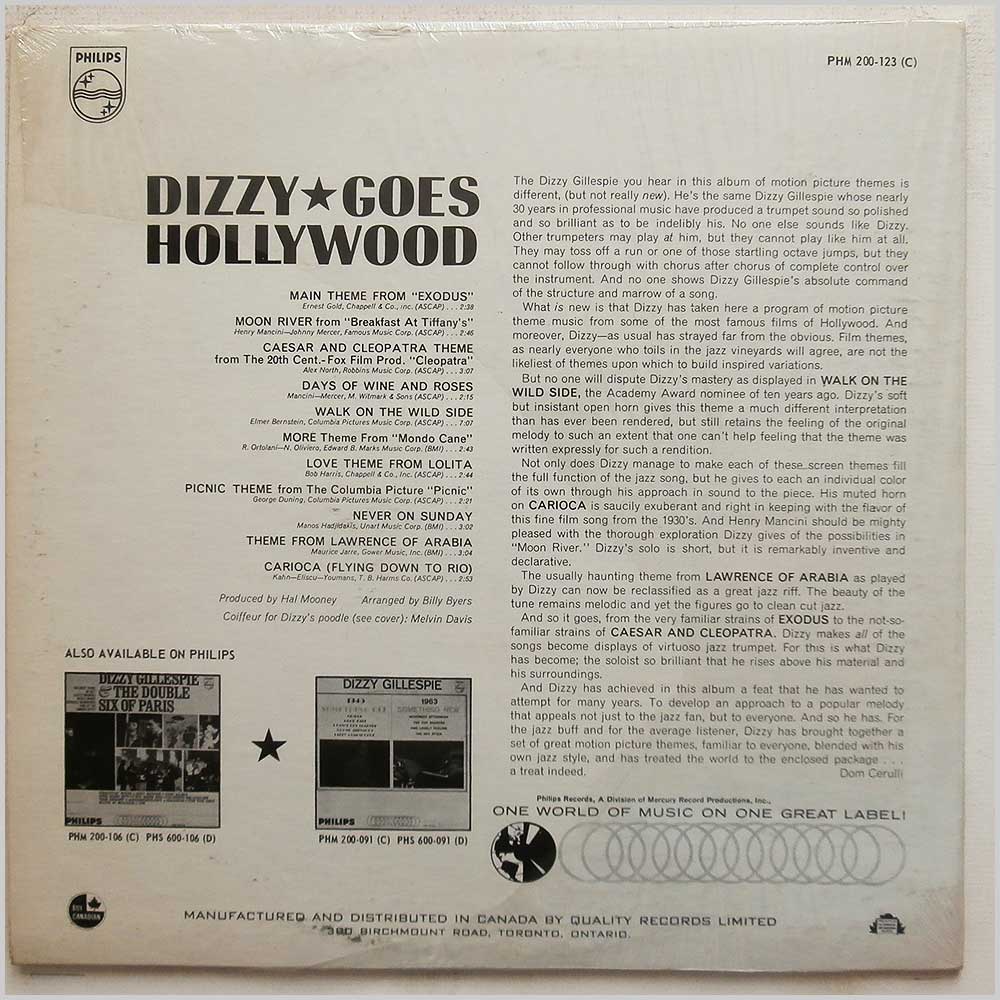 PHILIPS
PHM 200-123 (C)
DIZZY★GOES
HOLLYWOOD
MAIN THEME FROM "EXODUS"
Ernest Gold, Chappell & Co., Inc. (ASCAP) . . . 2:38
MOON RIVER from "Breakfast At Tiffany's"
Henry Mancini—Johnny Mercer, Famous Music Corp. (ASCAP) . . . 2:46
CAESAR AND CLEOPATRA THEME
from The 20th Cent.-Fox Film Prod. "Cleopatra"
Alex North, Robbins Music Corp. (ASCAP) . . . 3:07
DAYS OF WINE AND ROSES
Mancini—Mercer, M. Witmark & Sons (ASCAP) . . . 2:15
WALK ON THE WILD SIDE
Elmer Bernstein, Columbia Pictures Music Corp. (ASCAP) . . . 7:07
MORE Theme From "Mondo Cane"
R. Ortolani—N. Oliviero, Edward B. Marks Music Corp. (BMI) . . . 2:43
LOVE THEME FROM LOLITA
Bob Harris, Chappell & Co., Inc. (ASCAP) . . . 2:44
PICNIC THEME from The Columbia Picture "Picnic"
George Duning, Columbia Pictures Music Corp. (ASCAP) . . . 2:21
NEVER ON SUNDAY
Manos Hadjidakis, Unart Music Corp. (BMI) . . . 3:02
THEME FROM LAWRENCE OF ARABIA
Maurice Jarre, Gower Music, Inc. (BMI) . . . 3:04
CARIOCA (FLYING DOWN TO RIO)
Kahn—Eliscu—Youmans, T. B. Harms Co. (ASCAP) . . . 2:53
Produced by Hal Mooney Arranged by Billy Byers
Coiffeur for Dizzy's poodle (see cover): Melvin Davis
The Dizzy Gillespie you hear in this album of motion picture themes is
different, (but not really new). He's the same Dizzy Gillespie whose nearly
30 years in professional music have produced a trumpet sound so polished
and so brilliant as to be indelibly his. No one else sounds like Dizzy.
Other trumpeters may play at him, but they cannot play like him at all.
They may toss off a run or one of those startling octave jumps, but they
cannot follow through with chorus after chorus of complete control over
the instrument. And no one shows Dizzy Gillespie's absolute command
of the structure and marrow of a song.
What is new is that Dizzy has taken here a program of motion picture
theme music from some of the most famous films of Hollywood. And
moreover, Dizzy—as usual has strayed far from the obvious. Film themes,
as nearly everyone who toils in the jazz vineyards will agree, are not the
likeliest of themes upon which to build inspired variations.
But no one will dispute Dizzy's mastery as displayed in WALK ON THE
WILD SIDE, the Academy Award nominee of ten years ago. Dizzy's soft
but insistant open horn gives this theme a much different interpretation
than has ever been rendered, but still retains the feeling of the original
melody to such an extent that one can't help feeling that the theme was
written expressly for such a rendition.
Not only does Dizzy manage to make each of these screen themes fill
the full function of the jazz song, but he gives to each an individual color
of its own through his approach in sound to the piece. His muted horn
on CARIOCA is saucily exuberant and right in keeping with the flavor of
this fine film song from the 1930's. And Henry Mancini should be mighty
pleased with the thorough exploration Dizzy gives of the possibilities in
"Moon River." Dizzy's solo is short, but it is remarkably inventive and
declarative.
The usually haunting theme from LAWRENCE OF ARABIA as played
by Dizzy can now be reclassified as a great jazz riff. The beauty of the
tune remains melodic and yet the figures go to clean cut jazz.
And so it goes, from the very familiar strains of EXODUS to the not-so-
familiar strains of CAESAR AND CLEOPATRA. Dizzy makes all of the
songs become displays of virtuoso jazz trumpet. For this is what Dizzy
has become; the soloist so brilliant that he rises above his material and
his surroundings.
And Dizzy has achieved in this album a feat that he has wanted to
attempt for many years. To develop an approach to a popular melody
that appeals not just to the jazz fan, but to everyone. And so he has. For
the jazz buff and for the average listener, Dizzy has brought together a
set of great motion picture themes, familiar to everyone, blended with his
own jazz style, and has treated the world to the enclosed package . . .
a treat indeed. Dom Cerulli
ALSO AVAILABLE ON PHILIPS
DIZZY GILLESPIE
& THE DOUBLE
SIX OF PARIS
PHILIPS
PHM 200-106 (C) PHS 600-106 (D)
DIZZY GILLESPIE
1963
SOMETHING OLD SOMETHING NEW
PHILIPS
PHM 200-091 (C) PHS 600-091 (D)
Philips Records, A Division of Mercury Record Productions, Inc.,
ONE WORLD OF MUSIC ON ONE GREAT LABEL!
BUY
CANADIAN
MANUFACTURED AND DISTRIBUTED IN CANADA BY QUALITY RECORDS LIMITED
380 BIRCHMOUNT ROAD, TORONTO, ONTARIO.